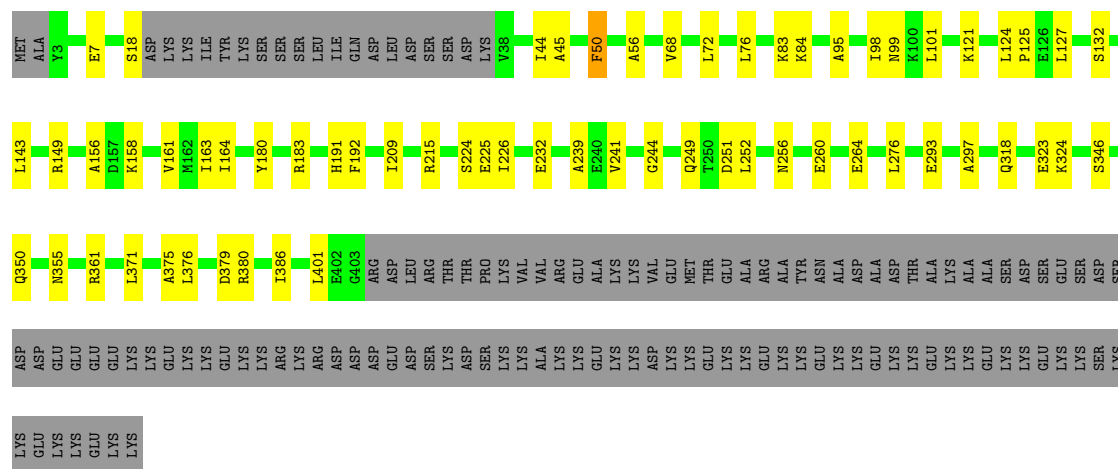 MET ALA Y3 E7 S18 ASP LYS LYS ILE TYR LYS SER SER SER LEU ILE GLN ASP LEU ASP SER SER ASP LYS V38 I44 A45 F50 A56 V68 L72 L76 K83 K84 A95 I98 N99 K100 L101 K121 L124 P125 E126 L127 S132
L143 R149 A156 D157 K158 V161 M162 I163 I164 Y180 R183 H191 F192 I209 R215 S224 E225 I226 E232 A239 E240 V241 G244 Q249 T250 D251 L252 N256 E260 E264 L276 E293 A297 Q318 E323 K324 S346
Q350 N355 R361 L371 A375 L376 D379 R380 I386 L401 E402 G403 ARG ASP LEU ARG THR THR PRO LYS VAL VAL ARG GLU ALA LYS LYS VAL GLU MET THR GLU ALA ARG ALA TYR ASN ALA ASP ALA ASP THR ALA LYS ALA ALA SER ASP SER GLU SER ASP SER
ASP ASP GLU GLU GLU GLU LYS LYS GLU LYS LYS GLU LYS LYS ARG LYS ARG ASP ASP ASP GLU ASP SER LYS ASP SER LYS LYS ALA LYS LYS GLU LYS LYS ASP LYS LYS GLU LYS LYS GLU ALA LYS LYS GLU LYS LYS GLU LYS LYS GLU LYS LYS SER LYS
LYS GLU LYS LYS GLU LYS LYS